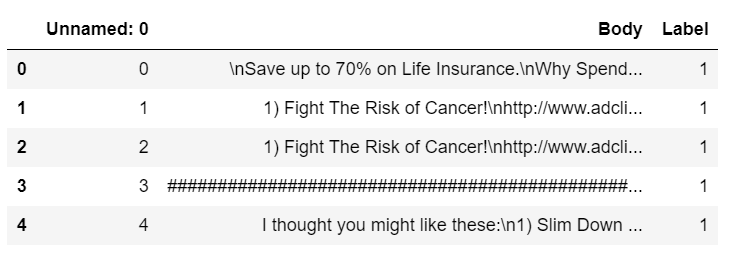 Unnamed: 0 Body Label
0 0 \nSave up to 70% on Life Insurance.\nWhy Spend... 1
1 1 1) Fight The Risk of Cancer!\nhttp://www.adcli... 1
2 2 1) Fight The Risk of Cancer!\nhttp://www.adcli... 1
3 3 ##############################################... 1
4 4 I thought you might like these:\n1) Slim Down ... 1